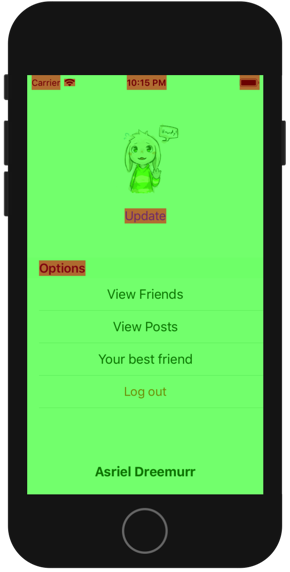 Carrier 10:15 PM
Update
Options
View Friends
View Posts
Your best friend
Log out
Asriel Dreemurr